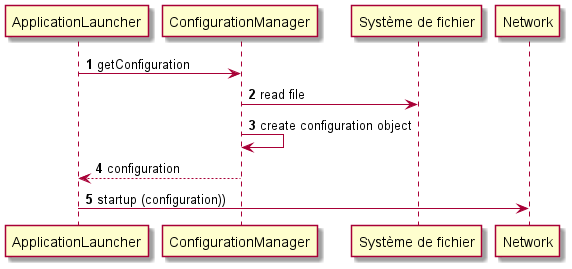 ApplicationLauncher ConfigurationManager Système de fichier Network
1 getConfiguration
2 read file
3 create configuration object
4 configuration
5 startup (configuration))
ApplicationLauncher ConfigurationManager Système de fichier Network